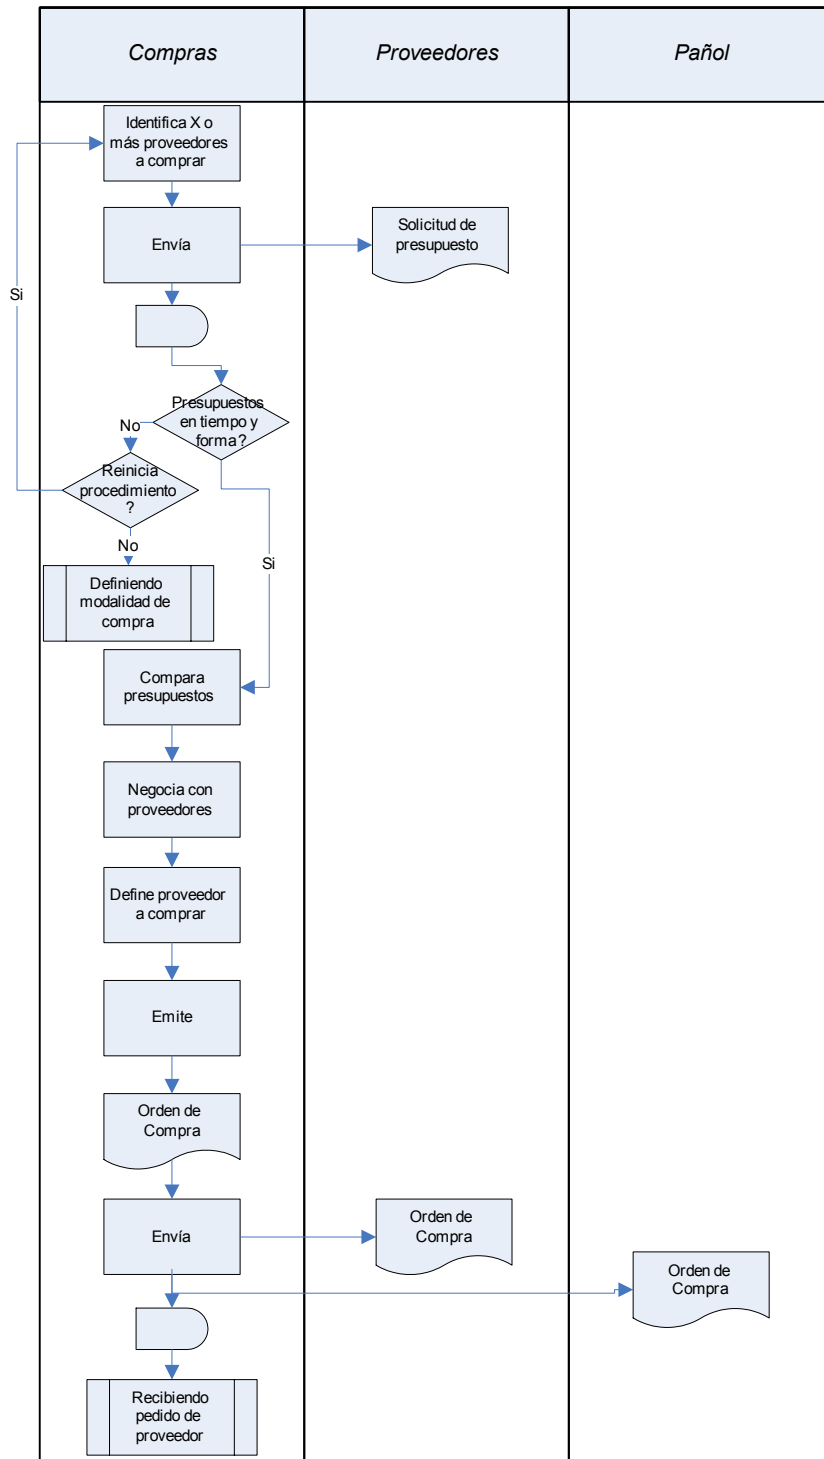 Compras
Proveedores
Pañol
Identifica X o
más proveedores
a comprar
Envía
Solicitud de
presupuesto
Si
Presupuestos
en tiempo y
forma?
No
Reinicia
procedimiento
?
No
Si
Definiendo
modalidad de
compra
Compara
presupuestos
Negocia con
proveedores
Define proveedor
a comprar
Emite
Orden de
Compra
Envía
Orden de
Compra
Orden de
Compra
Recibiendo
pedido de
proveedor